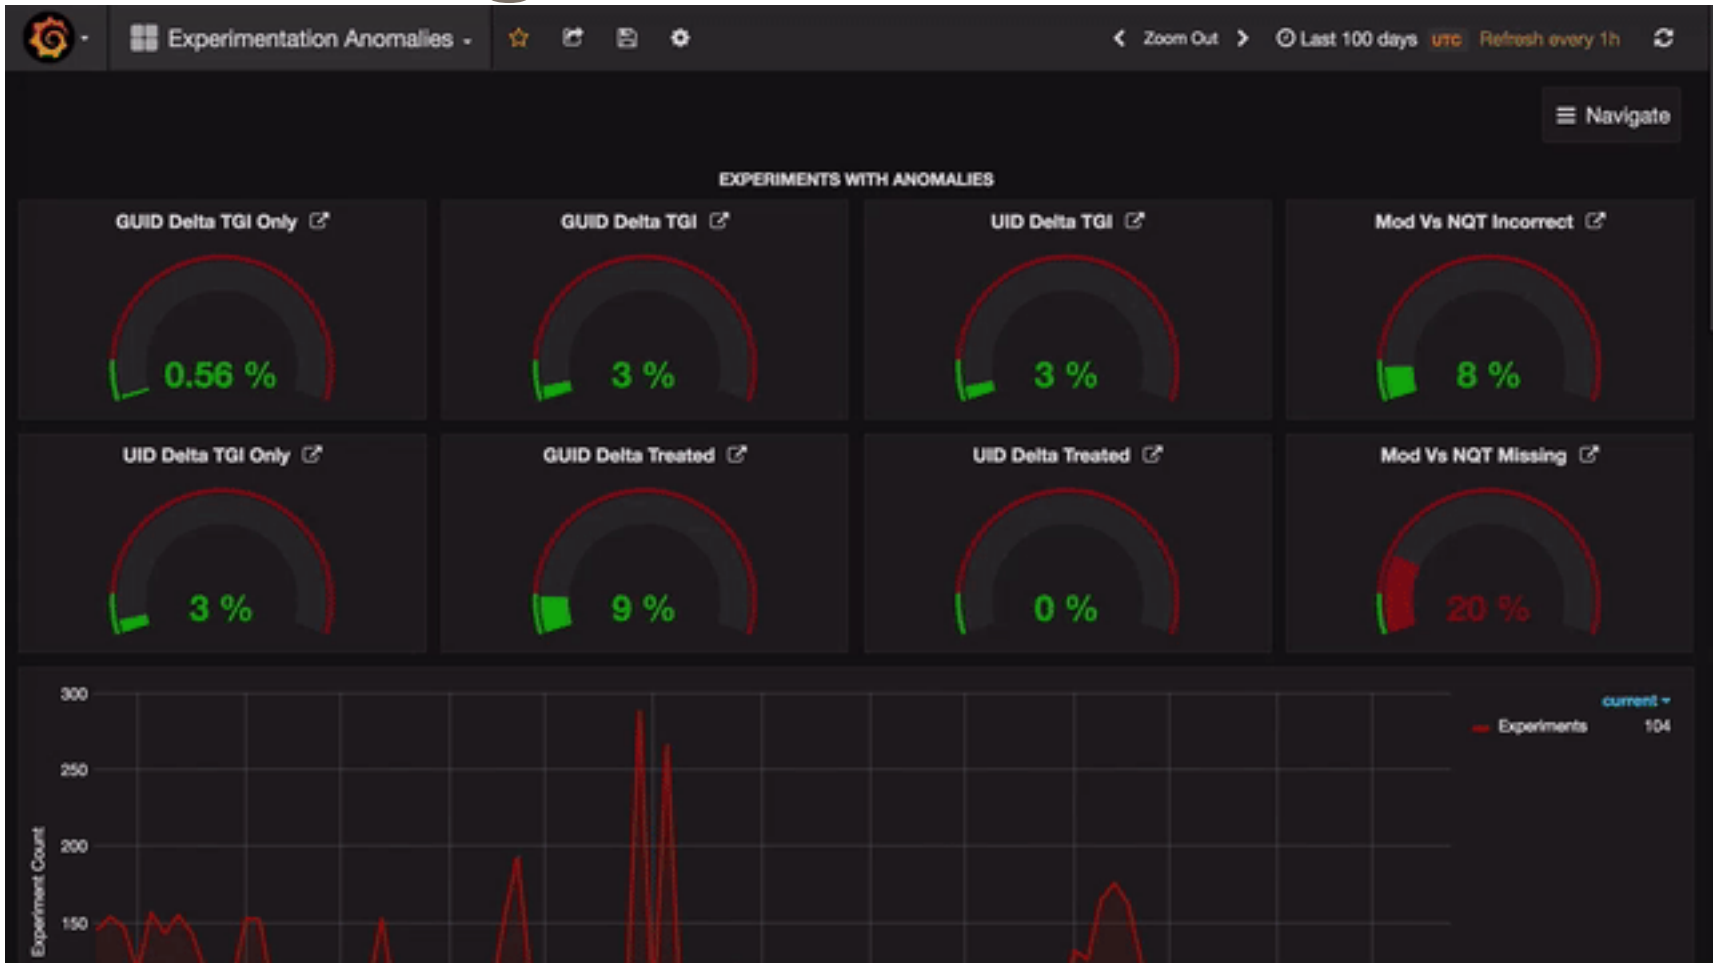 Experimentation Anomalies
Zoom Out
Last 100 days UTC Refresh every 1h
Navigate
EXPERIMENTS WITH ANOMALIES
GUID Delta TGI Only
GUID Delta TGI
UID Delta TGI
Mod Vs NQT Incorrect
0.56 %
3 %
3 %
8 %
UID Delta TGI Only
GUID Delta Treated
UID Delta Treated
Mod Vs NQT Missing
3 %
9 %
0 %
20 %
300
250
200
150
Experiment Count
current
Experiments 104